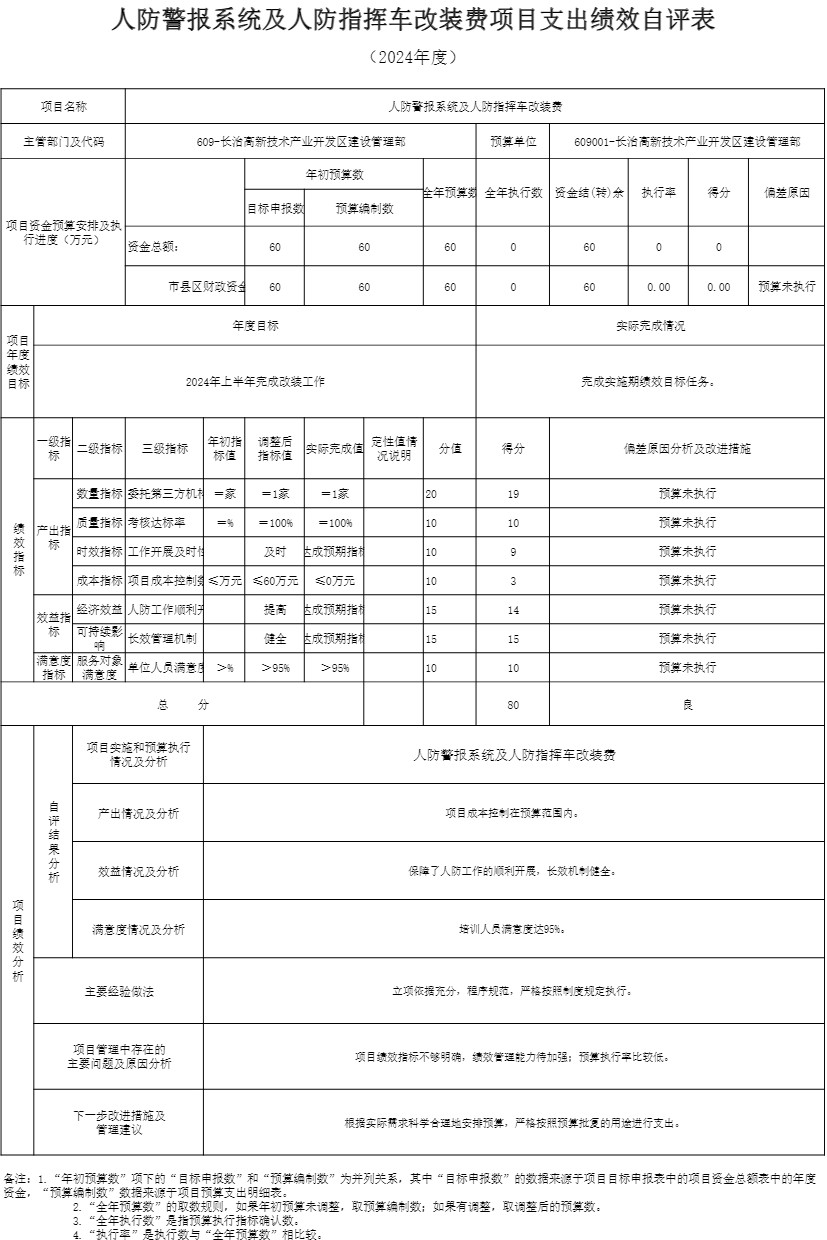 人防警报系统及人防指挥车改装费项目支出绩效自评表
（2024年度）
项目名称 人防警报系统及人防指挥车改装费
主管部门及代码 609-长治高新技术产业开发区建设管理部 预算单位 609001-长治高新技术产业开发区建设管理部
项目资金预算安排及执行进度（万元）
年初预算数 全年预算数 全年执行数 资金结(转)余 执行率 得分 偏差原因
目标申报数 预算编制数
资金总额： 60 60 60 0 60 0 0
市县区财政资金 60 60 60 0 60 0.00 0.00 预算未执行
项目年度绩效目标
年度目标 实际完成情况
2024年上半年完成改装工作 完成实施期绩效目标任务。
绩效指标
一级指标 二级指标 三级指标 年初指标值 调整后指标值 实际完成值 定性值情况说明 分值 得分 偏差原因分析及改进措施
产出指标
数量指标 委托第三方机构 ＝家 ＝1家 ＝1家 20 19 预算未执行
质量指标 考核达标率 ＝% ＝100% ＝100% 10 10 预算未执行
时效指标 工作开展及时性 及时 达成预期指标 10 9 预算未执行
成本指标 项目成本控制数 ≤万元 ≤60万元 ≤0万元 10 3 预算未执行
效益指标
经济效益 人防工作顺利开 提高 达成预期指标 15 14 预算未执行
可持续影响 长效管理机制 健全 达成预期指标 15 15 预算未执行
满意度指标 服务对象满意度 单位人员满意度 ＞% ＞95% ＞95% 10 10 预算未执行
总 分 80 良
项目绩效分析
自评结果分析
项目实施和预算执行情况及分析 人防警报系统及人防指挥车改装费
产出情况及分析 项目成本控制在预算范围内。
效益情况及分析 保障了人防工作的顺利开展，长效机制健全。
满意度情况及分析 培训人员满意度达95%。
主要经验做法 立项依据充分，程序规范，严格按照制度规定执行。
项目管理中存在的主要问题及原因分析 项目绩效指标不够明确，绩效管理能力待加强；预算执行率比较低。
下一步改进措施及管理建议 根据实际需求科学合理地安排预算，严格按照预算批复的用途进行支出。
备注：1.“年初预算数”项下的“目标申报数”和“预算编制数”为并列关系，其中“目标申报数”的数据来源于项目目标申报表中的项目资金总额表中的年度
资金，“预算编制数”数据来源于项目预算支出明细表。
2.“全年预算数”的取数规则，如果年初预算未调整，取预算编制数；如果有调整，取调整后的预算数。
3.“全年执行数”是指预算执行指标确认数。
4.“执行率”是执行数与“全年预算数”相比较。